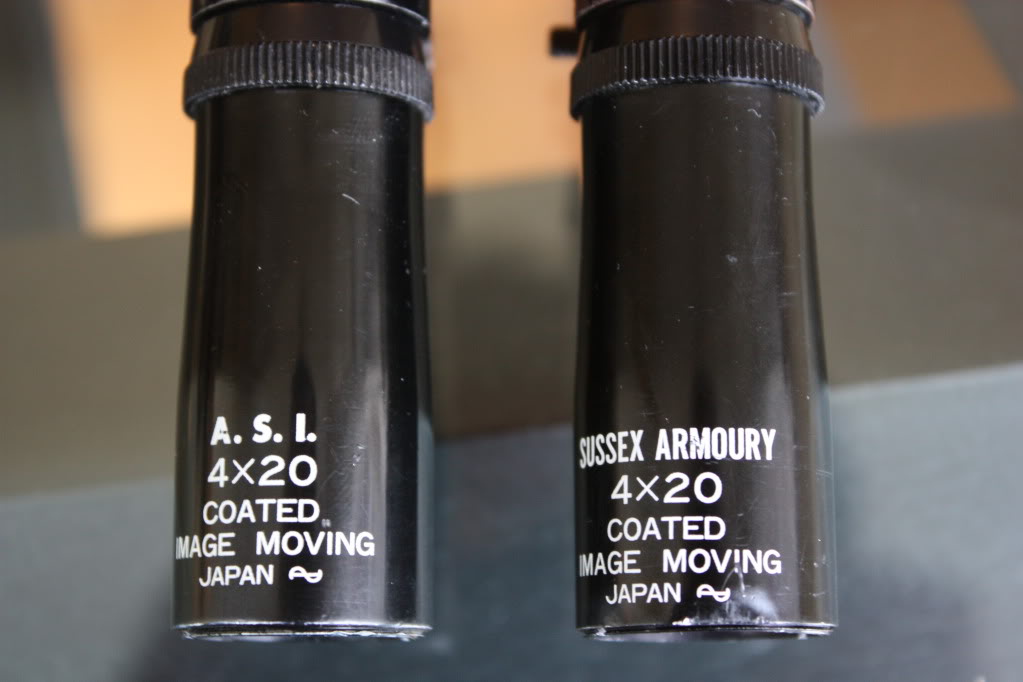 A. S. I.
4×20
COATED
IMAGE MOVING
JAPAN
SUSSEX ARMOURY
4×20
COATED
IMAGE MOVING
JAPAN